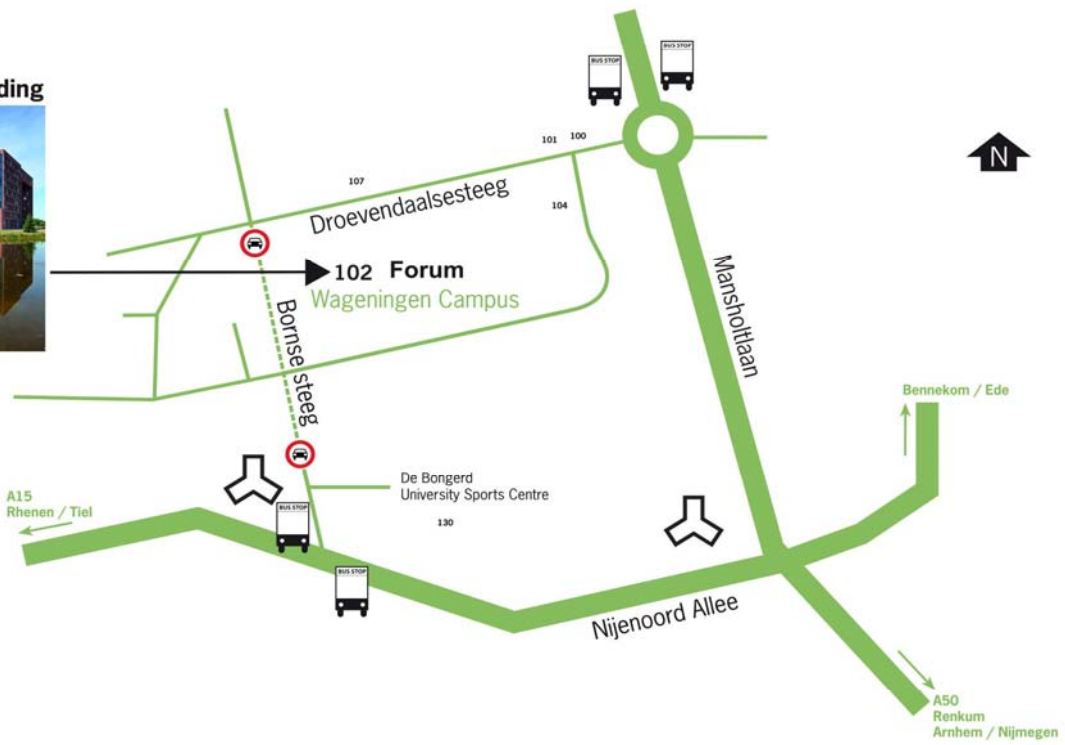 ding
BUS STOP
BUS STOP
N
101
100
107
104
Droevendaalsesteeg
102 Forum
Wageningen Campus
Bornse steeg
Mansholtlaan
Bennekom / Ede
De Bongerd
University Sports Centre
130
A15
Rhenen / Tiel
BUS STOP
BUS STOP
Nijenoord Allee
A50
Renkum
Arnhem / Nijmegen